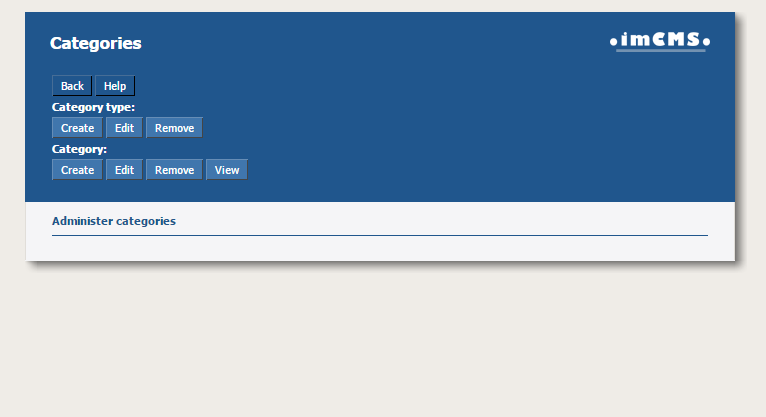 Categories
.imCMS.
Back Help
Category type:
Create Edit Remove
Category:
Create Edit Remove View
Administer categories